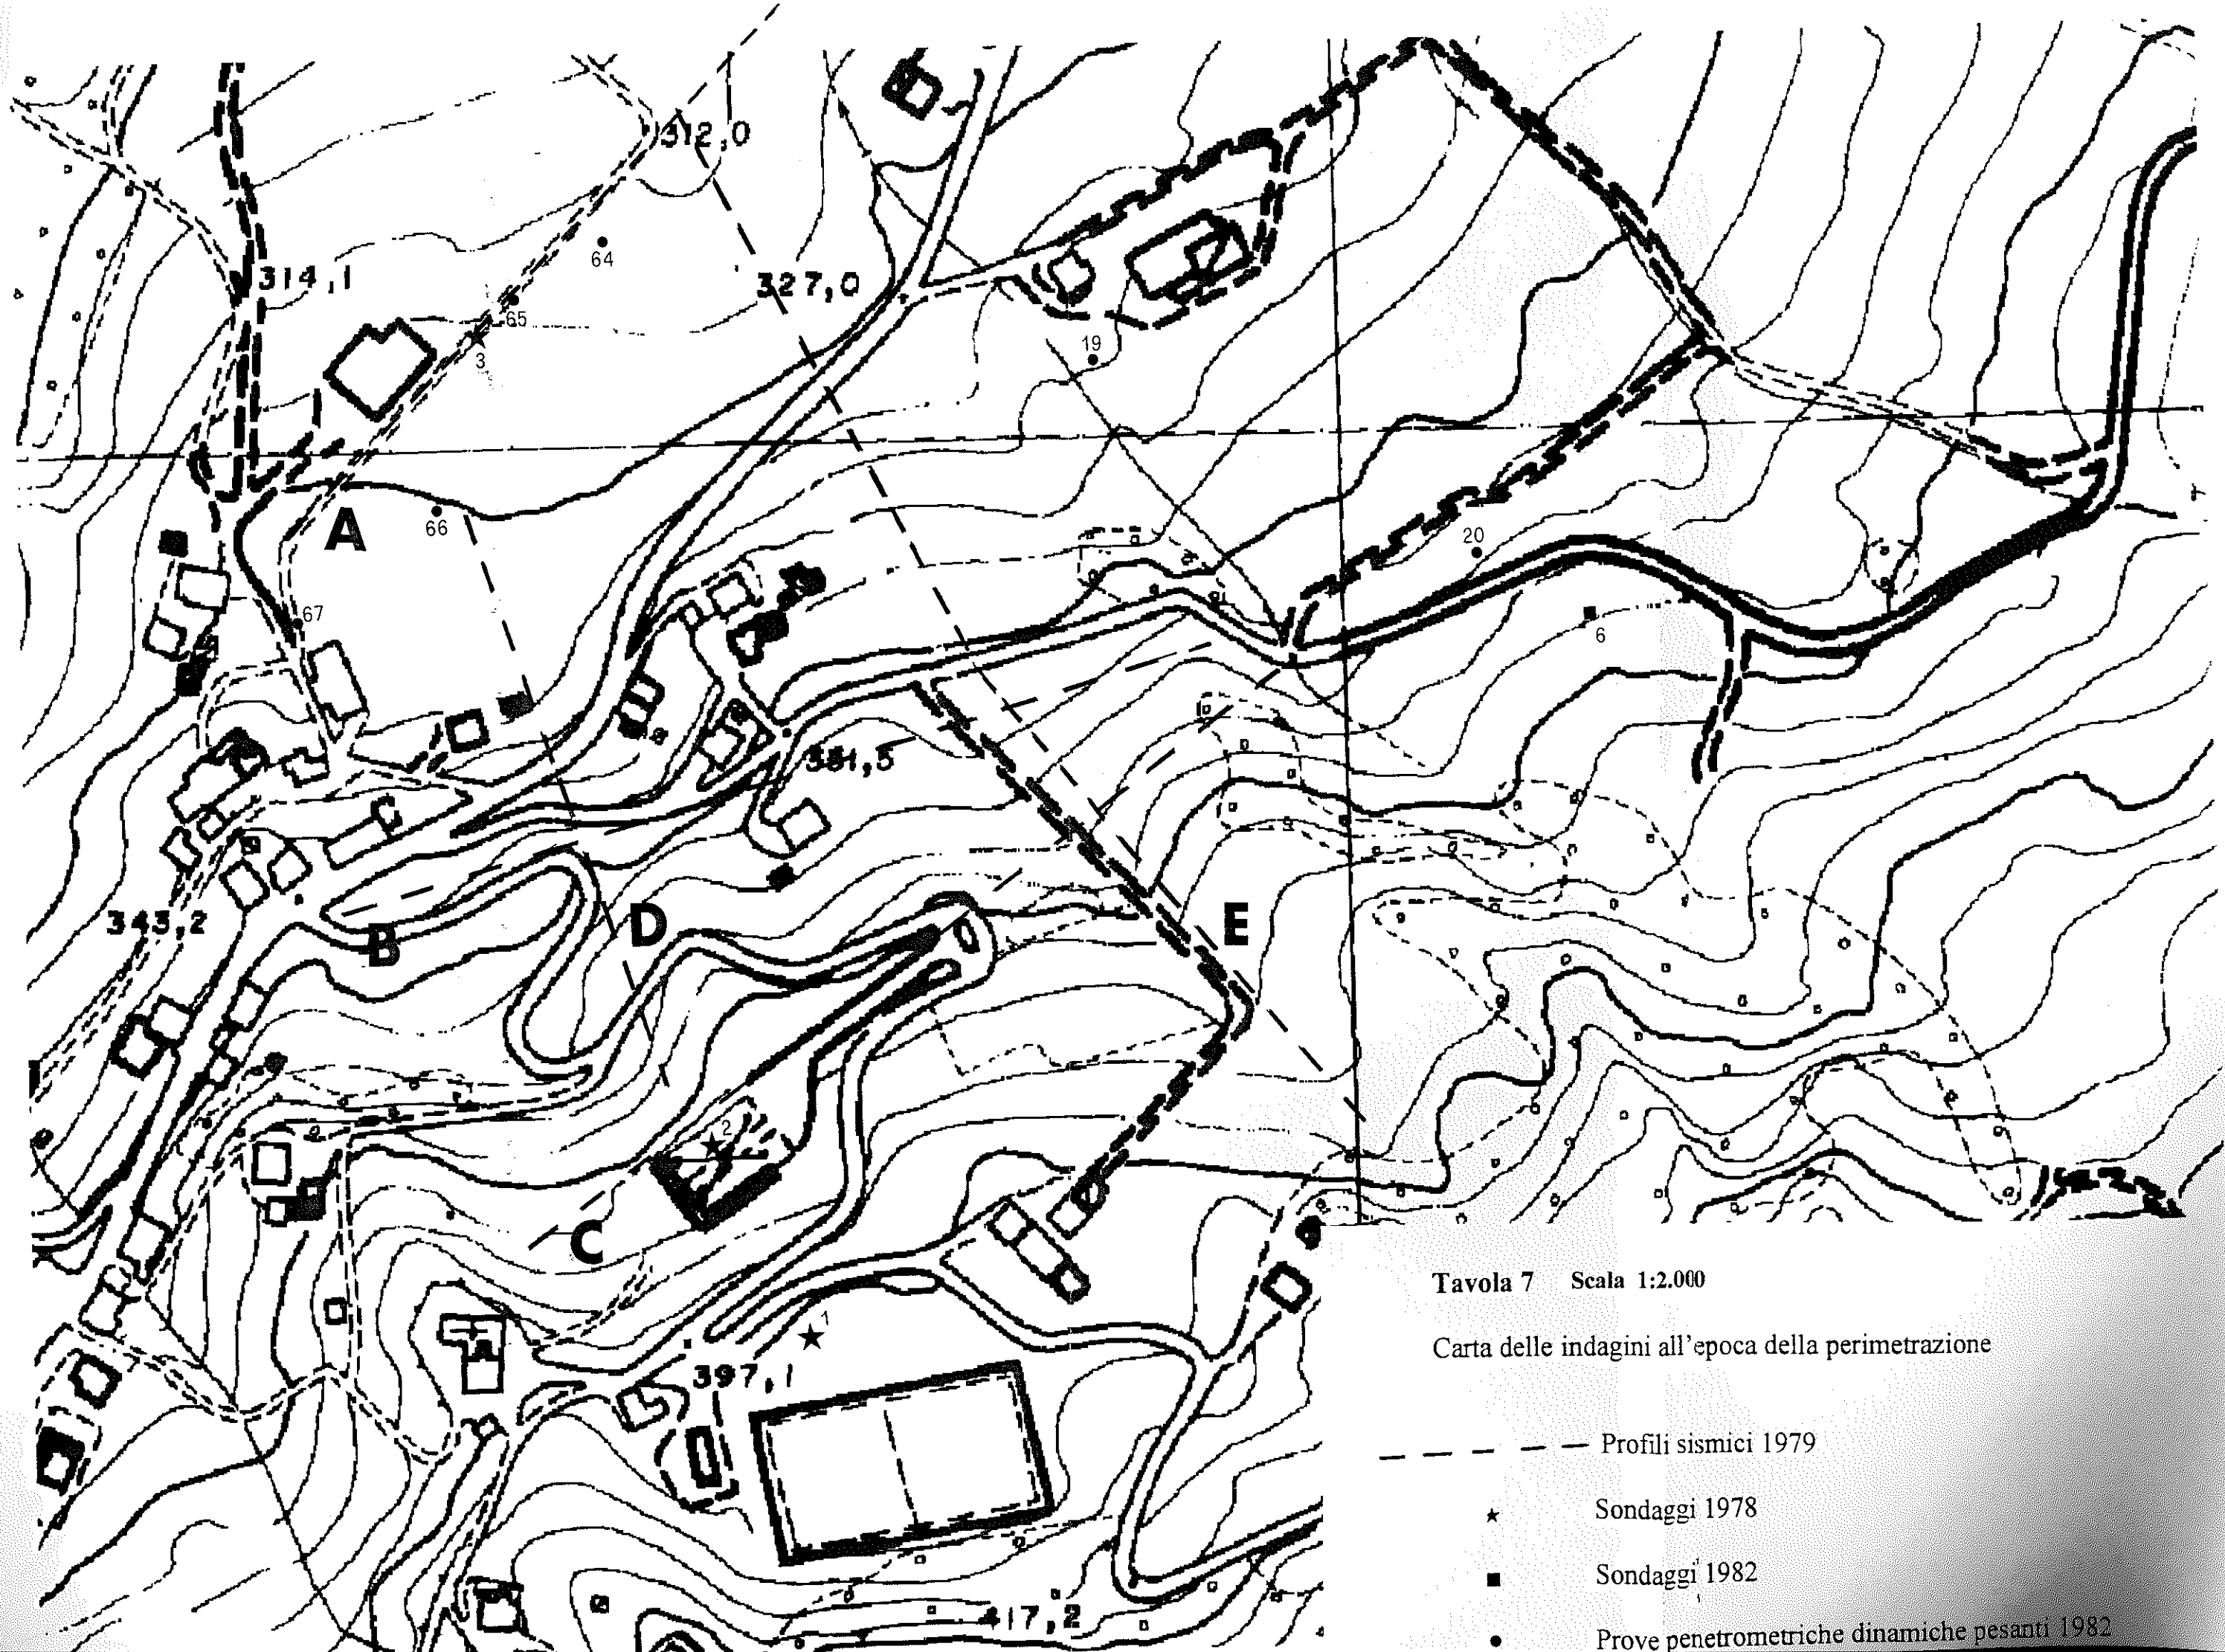 312,0
64
314,1
327,0
65
3
19
A
66
20
67
6
381,5
343,2
B
D
E
2
C
1
397,1
417,2
Tavola 7 Scala 1:2.000
Carta delle indagini all'epoca della perimetrazione
Profili sismici 1979
Sondaggi 1978
Sondaggi 1982
Prove penetrometriche dinamiche pesanti 1982